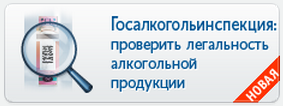 Госалкогольинспекция:
проверить легальность
алкогольной
продукции
НОВАЯ